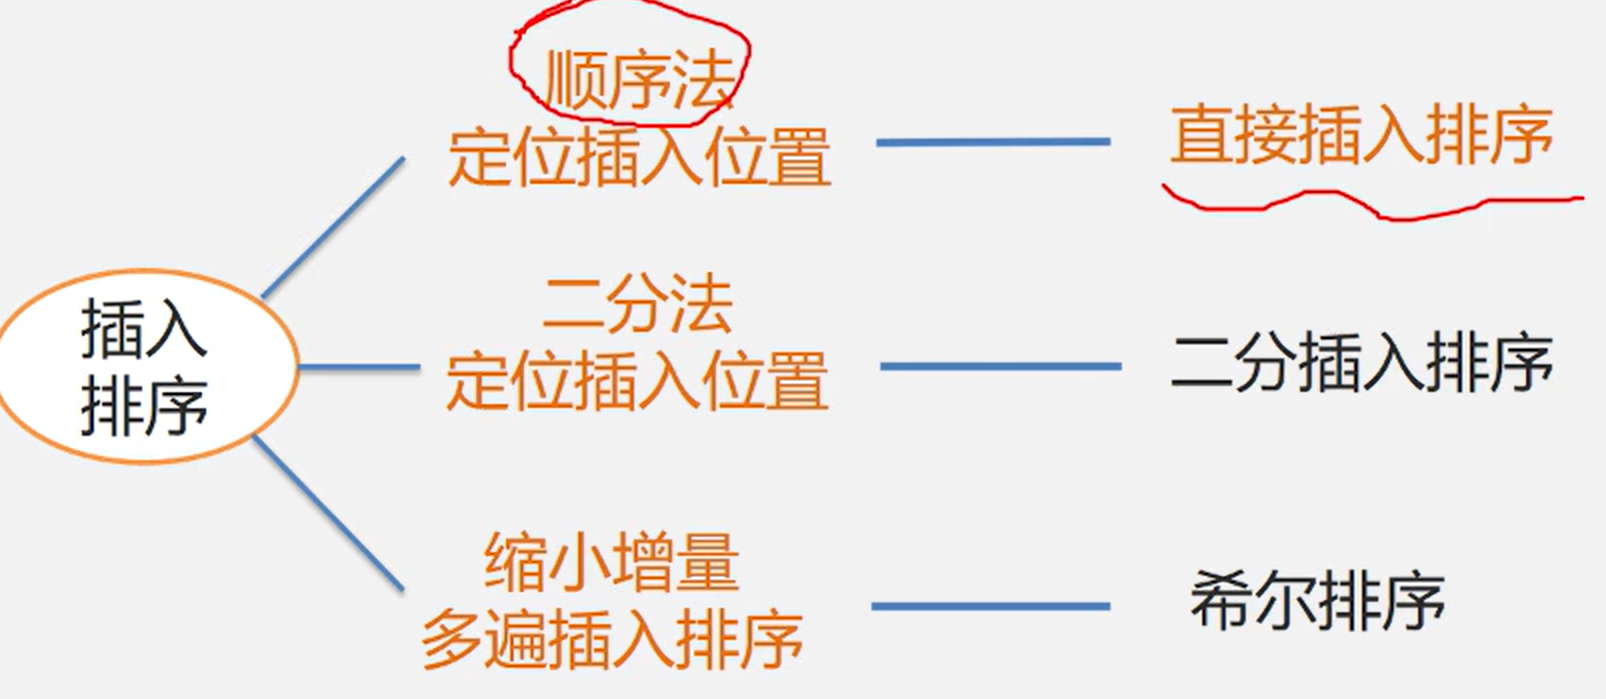 顺序法
定位插入位置
直接插入排序
插入
排序
二分法
定位插入位置
二分插入排序
缩小增量
多遍插入排序
希尔排序